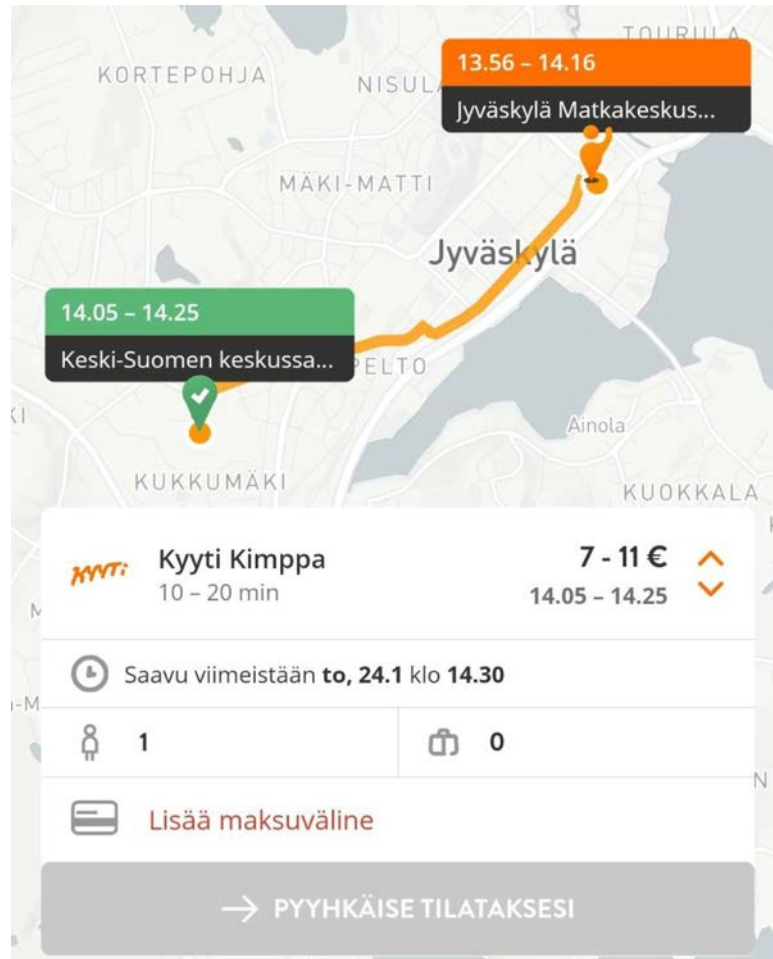 TOURULA
KORTEPOHJA
13.56 – 14.16
NISUL
Jyväskylä Matkakeskus...
MÄKI-MATTI
Jyväskylä
14.05 – 14.25
Keski-Suomen keskussa...
PELTO
Ainola
KUKKUMÄKI
KUOKKALA
KYYTI
Kyyti Kimppa
7 - 11 €
10 – 20 min
14.05 – 14.25
Saavu viimeistään to, 24.1 klo 14.30
1
0
Lisää maksuväline
→ PYYHKÄISE TILATAKSESI